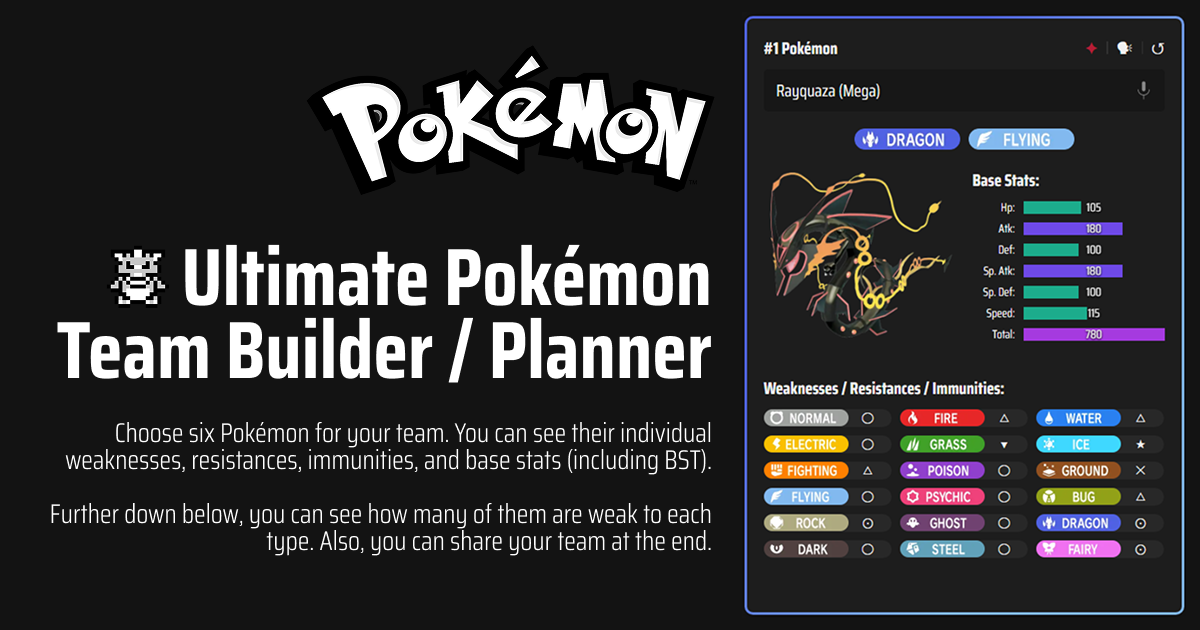 Pokémon
Ultimate Pokémon
Team Builder / Planner
Choose six Pokémon for your team. You can see their individual
weaknesses, resistances, immunities, and base stats (including BST).
Further down below, you can see how many of them are weak to each
type. Also, you can share your team at the end.
#1 Pokémon
Rayquaza (Mega)
DRAGON FLYING
Base Stats:
Hp: 105
Atk: 180
Def: 100
Sp. Atk: 180
Sp. Def: 100
Speed: 115
Total: 780
Weaknesses / Resistances / Immunities:
NORMAL FIRE WATER
ELECTRIC GRASS ICE
FIGHTING POISON GROUND
FLYING PSYCHIC BUG
ROCK GHOST DRAGON
DARK STEEL FAIRY